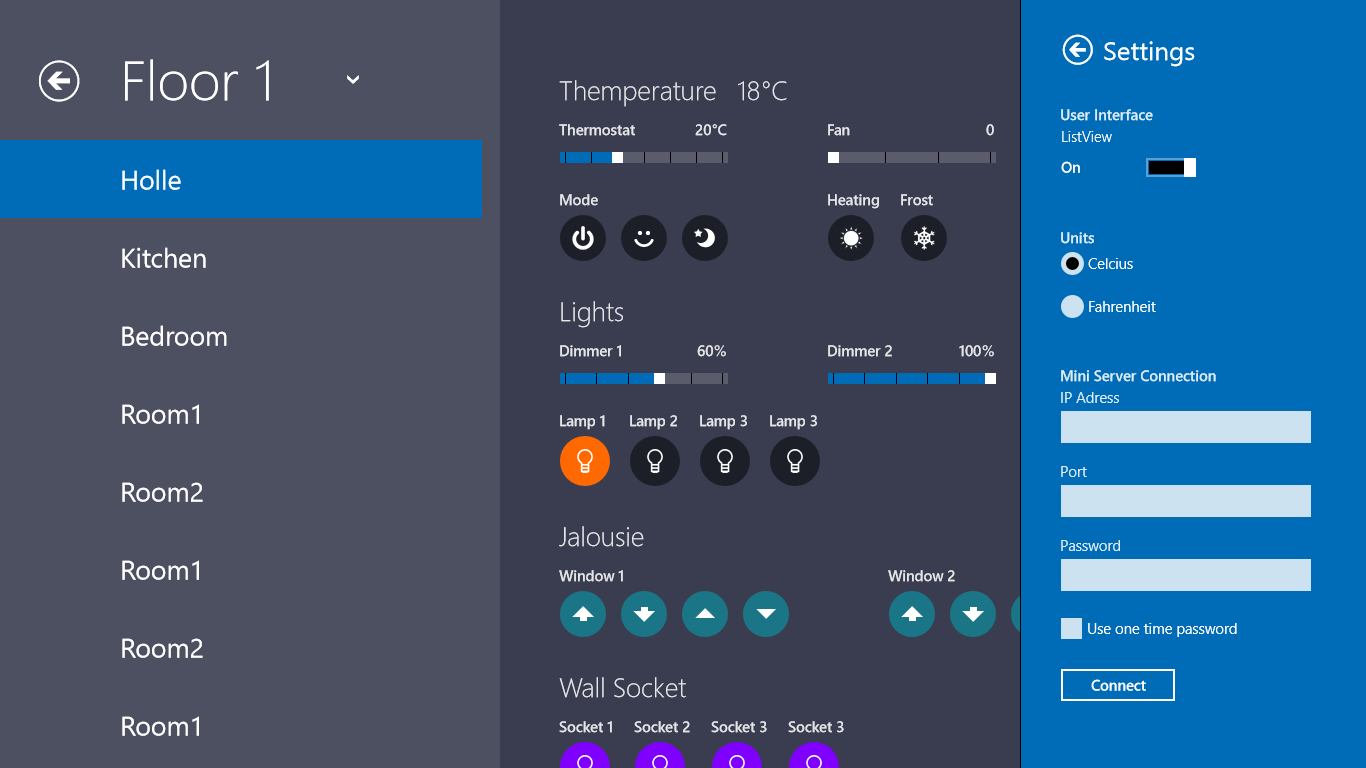 Floor 1
Holle
Kitchen
Bedroom
Room1
Room2
Room1
Room2
Room1
Themperature 18°C
Thermostat 20°C
Fan 0
Mode
Heating Frost
Lights
Dimmer 1 60%
Dimmer 2 100%
Lamp 1 Lamp 2 Lamp 3 Lamp 3
Jalousie
Window 1
Window 2
Wall Socket
Socket 1 Socket 2 Socket 3 Socket 3
Settings
User Interface
ListView
On
Units
Celcius
Fahrenheit
Mini Server Connection
IP Adress
Port
Password
Use one time password
Connect